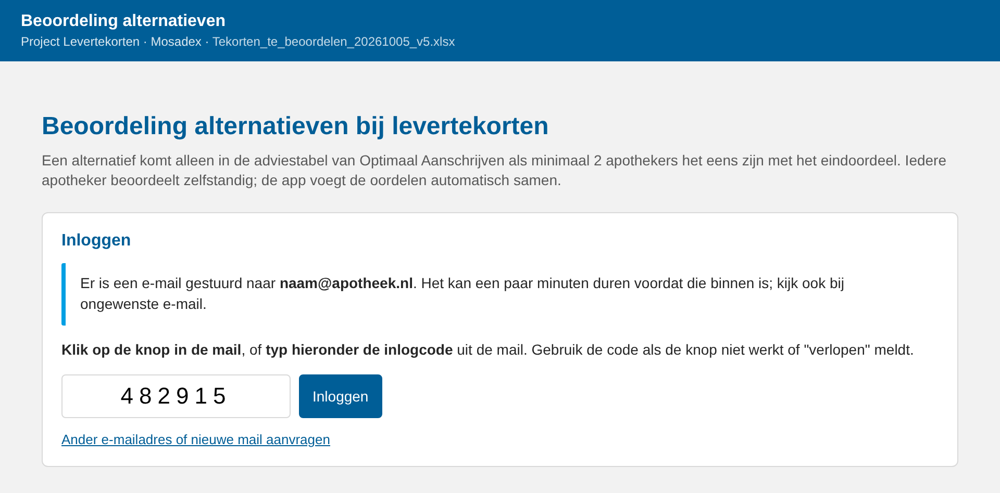 Beoordeling alternatieven
Project Levertekorten · Mosadex · Tekorten_te_beoordelen_20261005_v5.xlsx
Beoordeling alternatieven bij levertekorten
Een alternatief komt alleen in de adviestabel van Optimaal Aanschrijven als minimaal 2 apothekers het eens zijn met het eindoordeel. Iedere
apotheker beoordeelt zelfstandig; de app voegt de oordelen automatisch samen.
Inloggen
Er is een e-mail gestuurd naar naam@apotheek.nl. Het kan een paar minuten duren voordat die binnen is; kijk ook bij
ongewenste e-mail.
Klik op de knop in de mail, of typ hieronder de inlogcode uit de mail. Gebruik de code als de knop niet werkt of "verlopen" meldt.
482915
Inloggen
Ander e-mailadres of nieuwe mail aanvragen